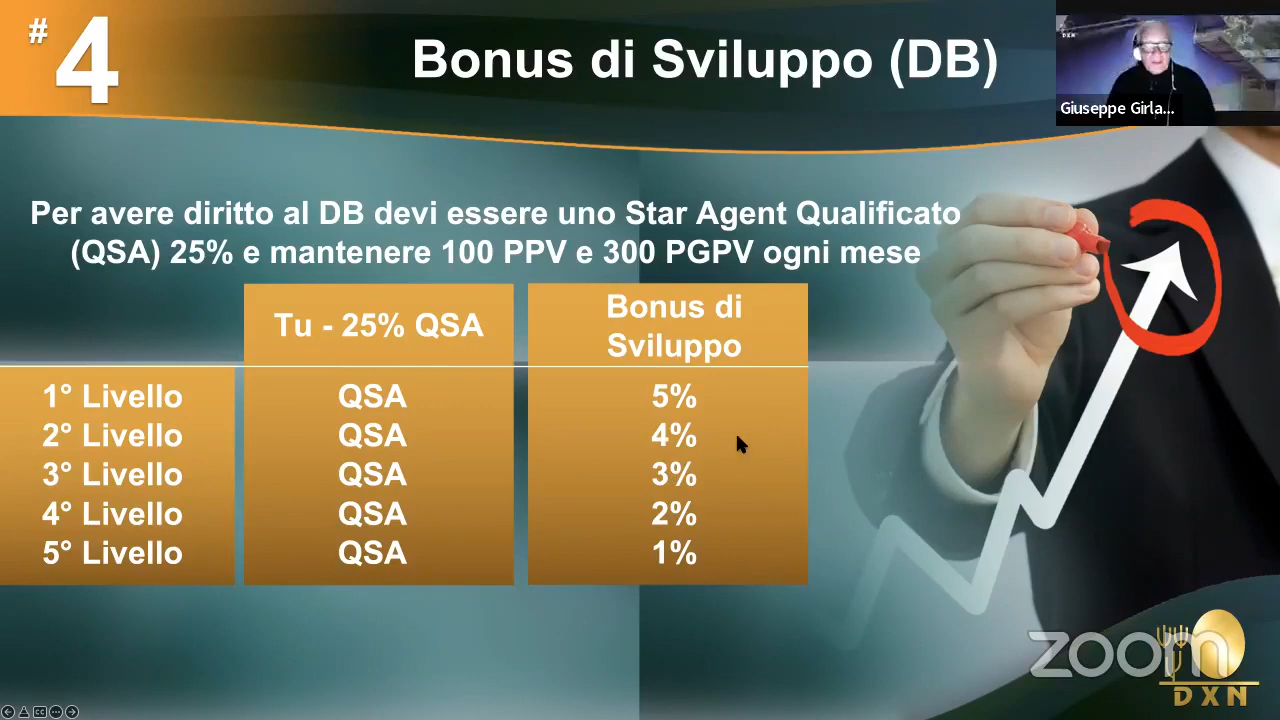 #4
Bonus di Sviluppo (DB)
DXN
Giuseppe Girla...
Per avere diritto al DB devi essere uno Star Agent Qualificato
(QSA) 25% e mantenere 100 PPV e 300 PGPV ogni mese
Tu - 25% QSA
Bonus di
Sviluppo
1° Livello QSA 5%
2° Livello QSA 4%
3° Livello QSA 3%
4° Livello QSA 2%
5° Livello QSA 1%
zoom
DXN